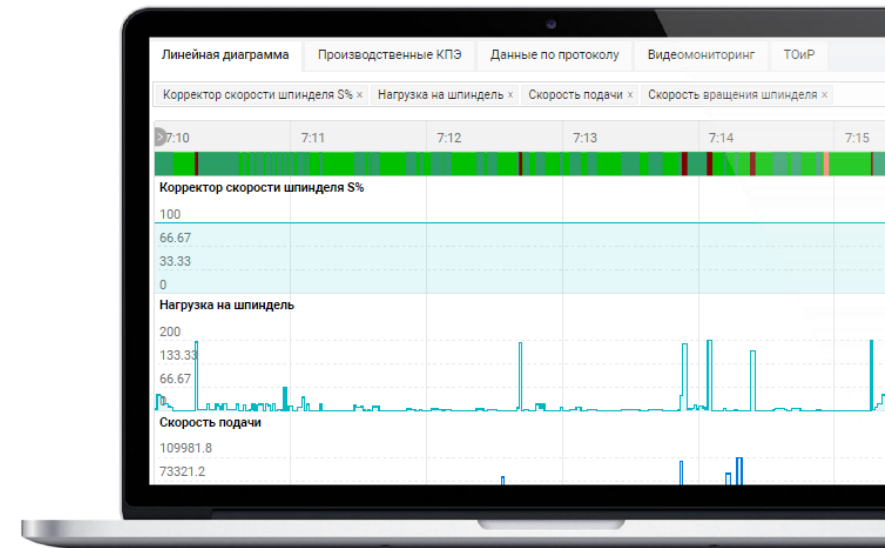 Линейная диаграмма Производственные КПЭ Данные по протоколу Видеомониторинг ТОиР
Корректор скорости шпинделя S% × Нагрузка на шпиндель × Скорость подачи × Скорость вращения шпинделя ×
7:10 7:11 7:12 7:13 7:14 7:15
Корректор скорости шпинделя S%
100
66.67
33.33
0
Нагрузка на шпиндель
200
133.33
66.67
0
Скорость подачи
109981.8
73321.2